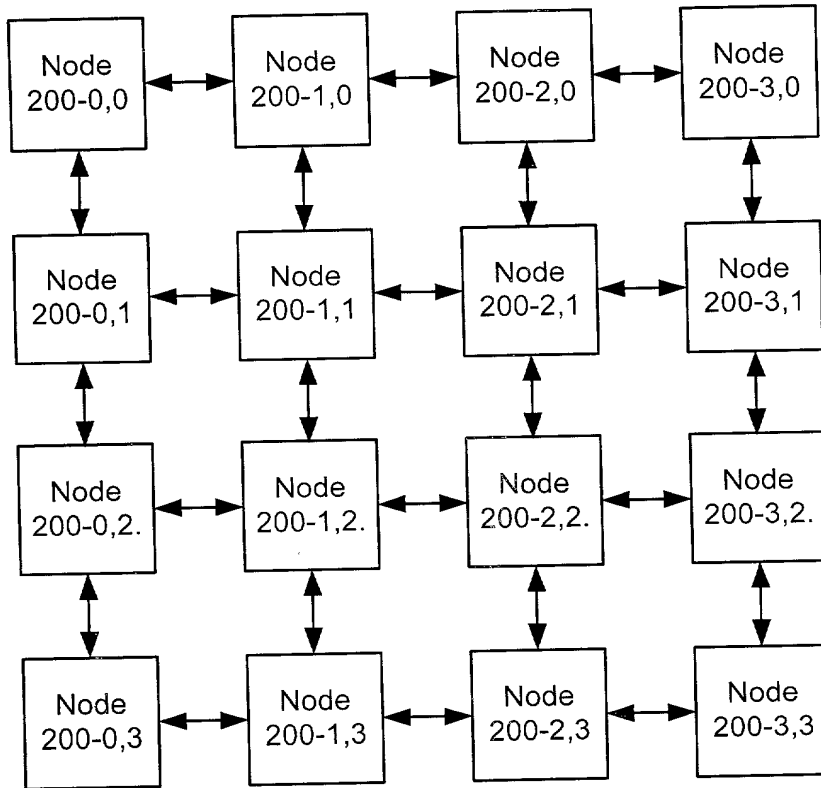 Node
200-0,0
Node
200-1,0
Node
200-2,0
Node
200-3,0
Node
200-0,1
Node
200-1,1
Node
200-2,1
Node
200-3,1
Node
200-0,2.
Node
200-1,2.
Node
200-2,2.
Node
200-3,2.
Node
200-0,3
Node
200-1,3
Node
200-2,3
Node
200-3,3